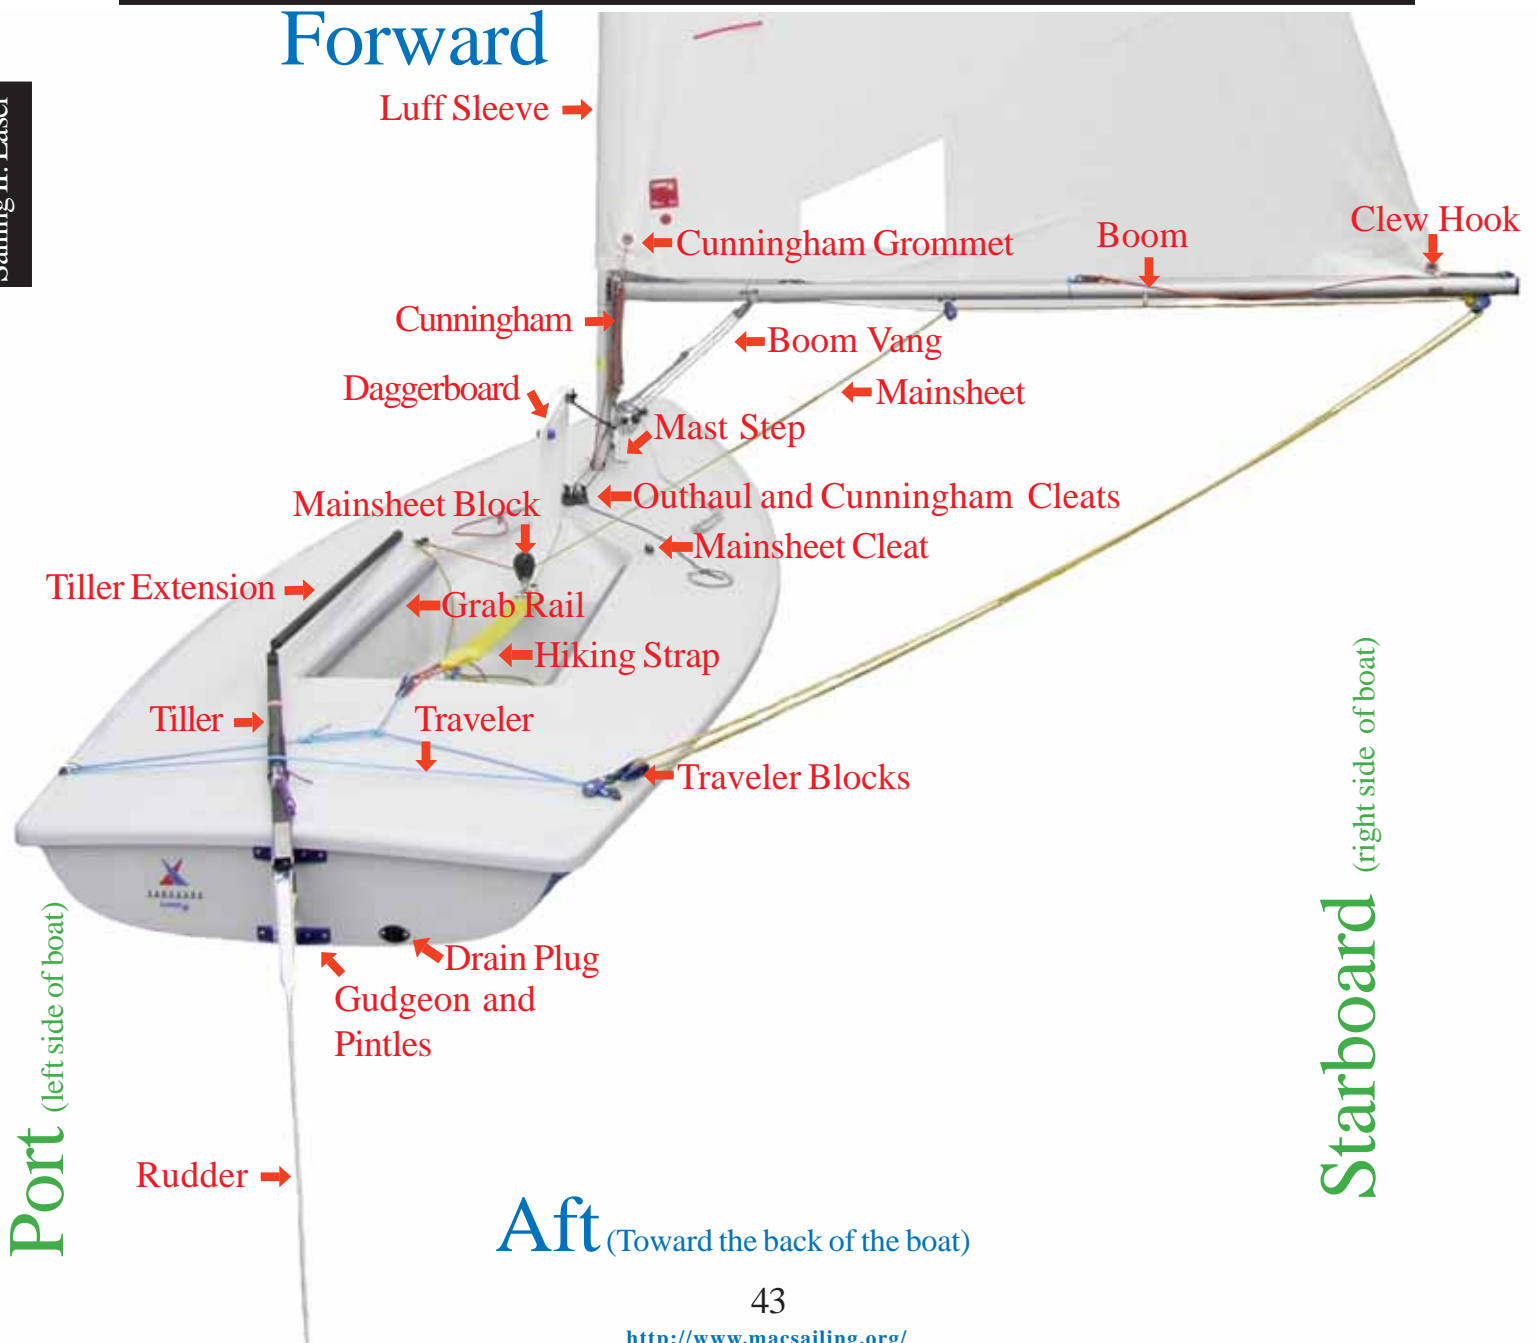 Forward
Sailing II: Laser
Luff Sleeve
Cunningham Grommet
Boom
Clew Hook
Cunningham
Boom Vang
Daggerboard
Mainsheet
Mast Step
Mainsheet Block
Outhaul and Cunningham Cleats
Mainsheet Cleat
Tiller Extension
Grab Rail
Hiking Strap
Tiller
Traveler
Traveler Blocks
Drain Plug
Gudgeon and
Pintles
Port (left side of boat)
Starboard (right side of boat)
Rudder
Aft (Toward the back of the boat)
43
http://www.macsailing.org/